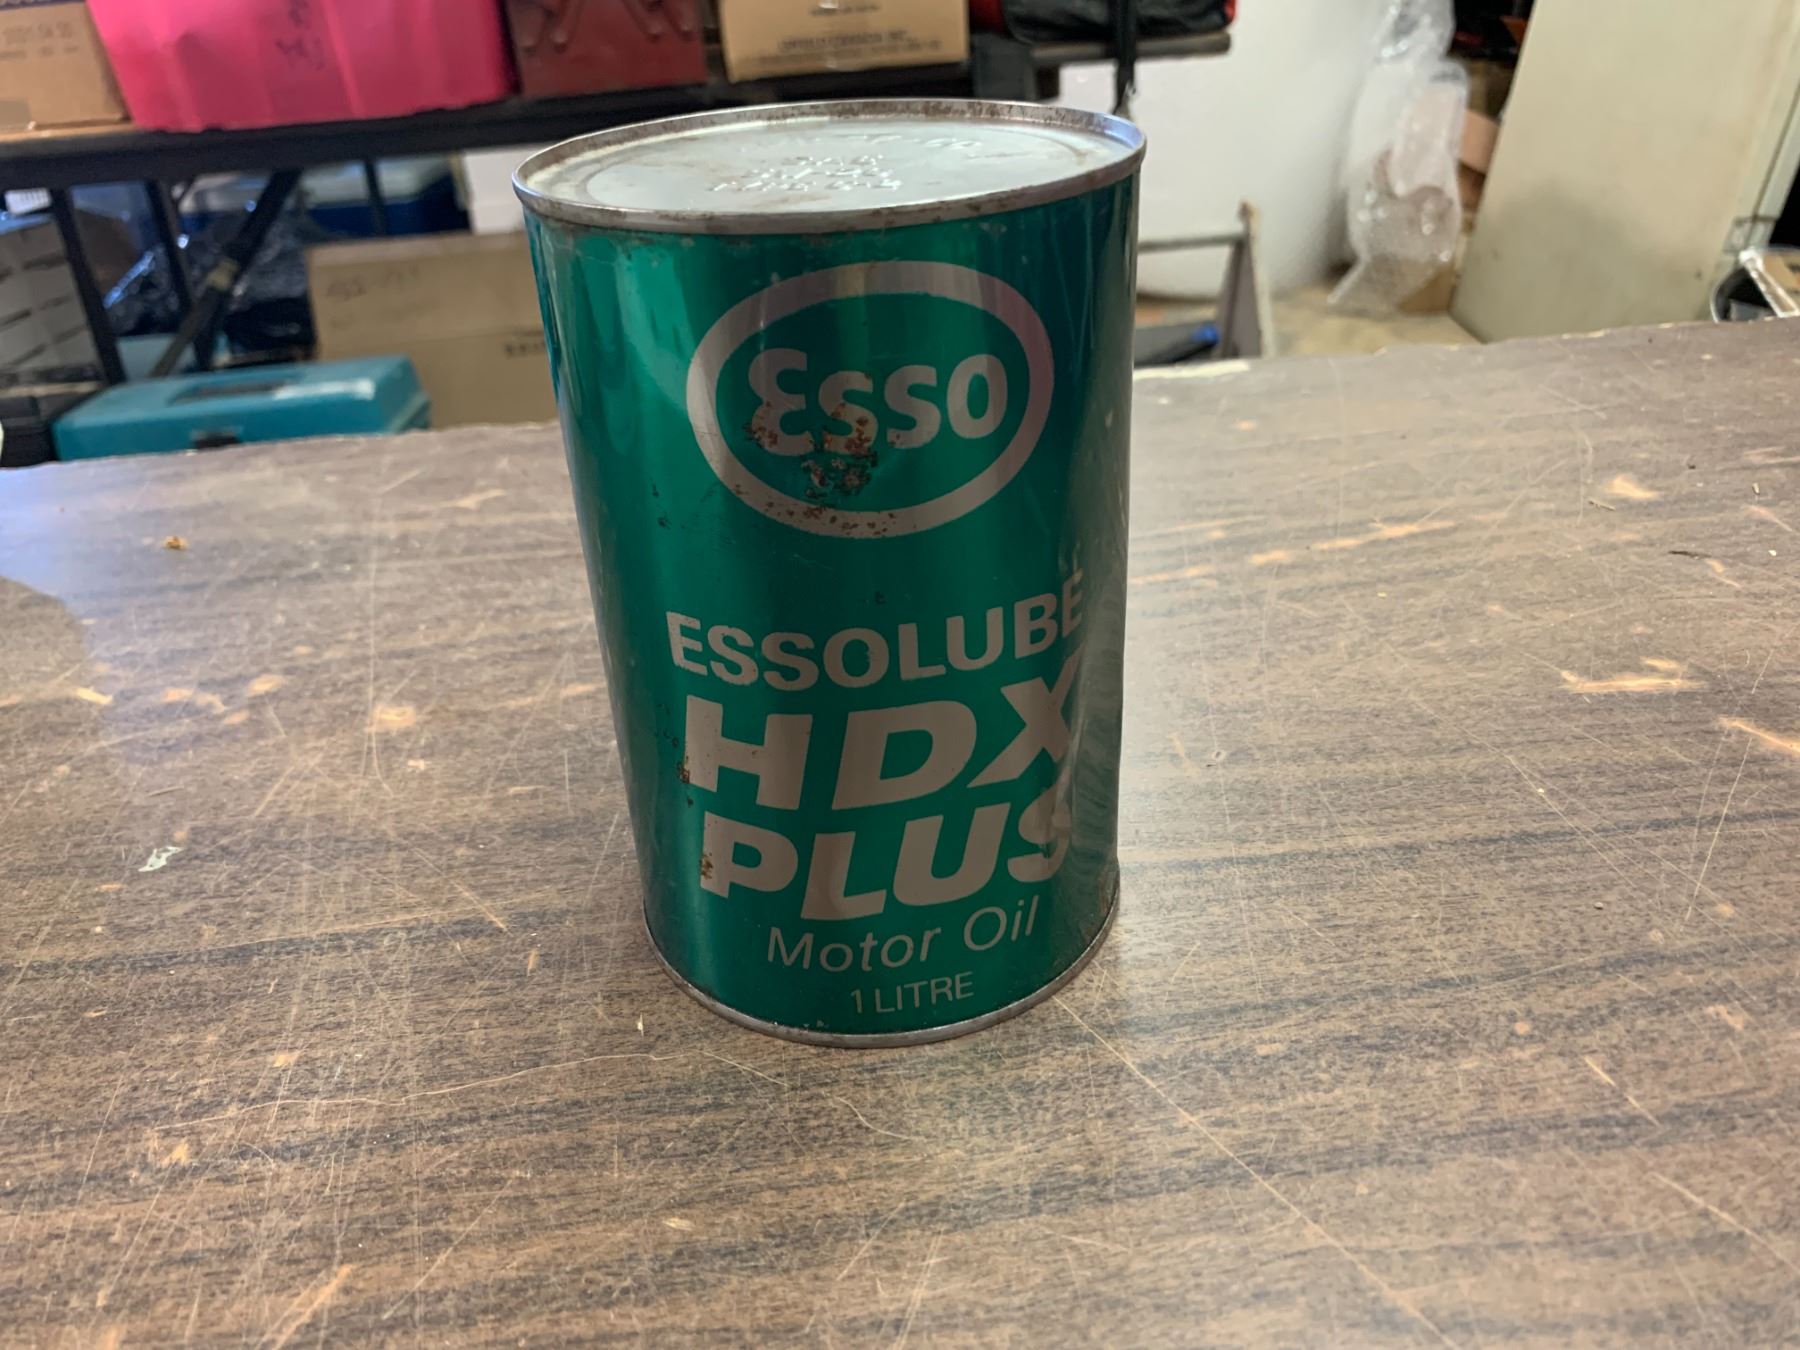 Esso
ESSOLUBE
HDX
PLUS
Motor Oil
1 LITRE